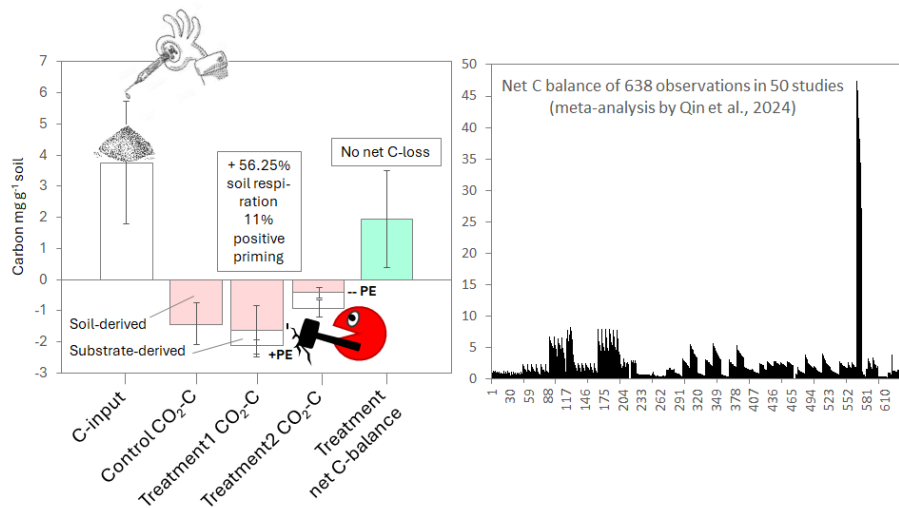 7
6
5
4
3
2
1
0
-1
-2
-3
Carbon mg g⁻¹ soil
+ 56.25%
soil respi-
ration
11%
positive
priming
No net C-loss
Soil-derived
Substrate-derived
-- PE
+PE
C-input
Control CO₂C
Treatment1 CO₂C
Treatment2 CO₂C
Treatment
net C-balance
Net C balance of 638 observations in 50 studies
(meta-analysis by Qin et al., 2024)
50
45
40
35
30
25
20
15
10
5
0
1
30
59
88
117
146
175
204
233
262
291
320
349
378
407
436
465
494
523
552
581
610